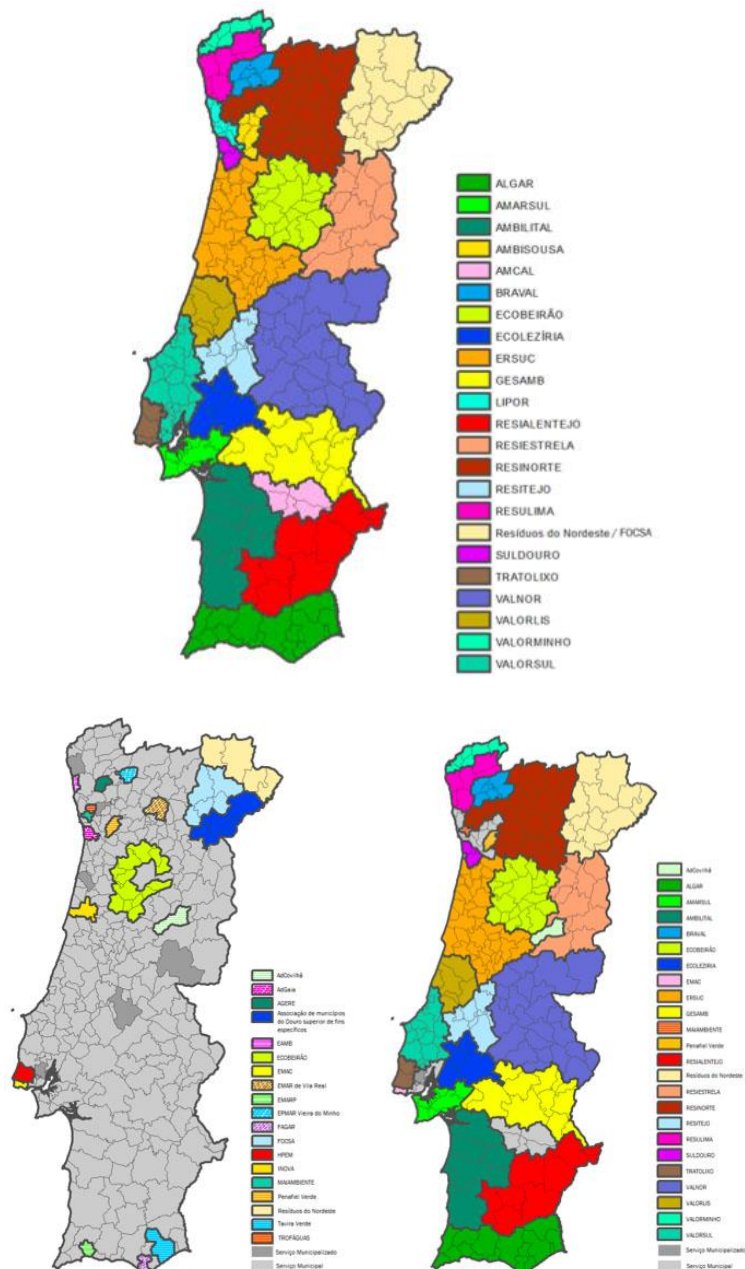 ALGAR
AMARSUL
AMBILITAL
AMBISOUSA
AMCAL
BRAVAL
ECOBEIRÃO
ECOLEZÍRIA
ERSUC
GESAMB
LIPOR
RESIALENTEJO
RESIESTRELA
RESINORTE
RESITEJO
RESULIMA
Resíduos do Nordeste / FOCSA
SULDOURO
TRATOLIXO
VALNOR
VALORLIS
VALORMINHO
VALORSUL
AdCovilhã
AdGaia
AGERE
Associação de municípios
do Douro superior de fins
específicos
EAMB
ECOBEIRÃO
EMAC
EMAR de Vila Real
EMARP
EPMAR Vieira do Minho
FAGAR
FOCSA
HPEM
INOVA
MAIAMBIENTE
Penafiel Verde
Resíduos do Nordeste
Tavira Verde
TROFÁGUAS
Serviço Municipalizado
Serviço Municipal
AdCovilhã
ALGAR
AMARSUL
AMBILITAL
BRAVAL
ECOBEIRÃO
ECOLEZIRIA
EMAC
ERSUC
GESAMB
MAIAMBIENTE
Penafiel Verde
RESIALENTEJO
Resíduos do Nordeste
RESIESTRELA
RESINORTE
RESITEJO
RESULIMA
SULDOURO
TRATOLIXO
VALNOR
VALORLIS
VALORMINHO
VALORSUL
Serviço Municipalizado
Serviço Municipal